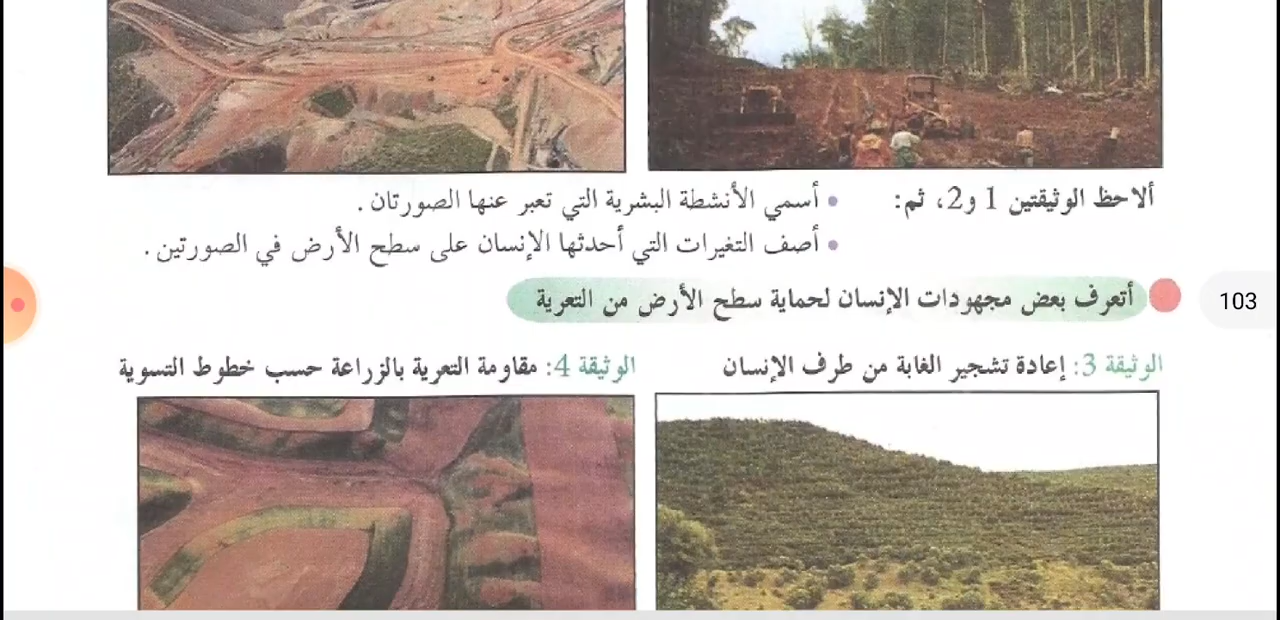 ألاحظ الوثيقتين 1 و2، ثم: • أسمي الأنشطة البشرية التي تعبر عنها الصورتان.
• أصف التغيرات التي أحدثها الإنسان على سطح الأرض في الصورتين.
أتعرف بعض مجهودات الإنسان لحماية سطح الأرض من التعرية
103
الوثيقة 3: إعادة تشجير الغابة من طرف الإنسان
الوثيقة 4: مقاومة التعرية بالزراعة حسب خطوط التسوية